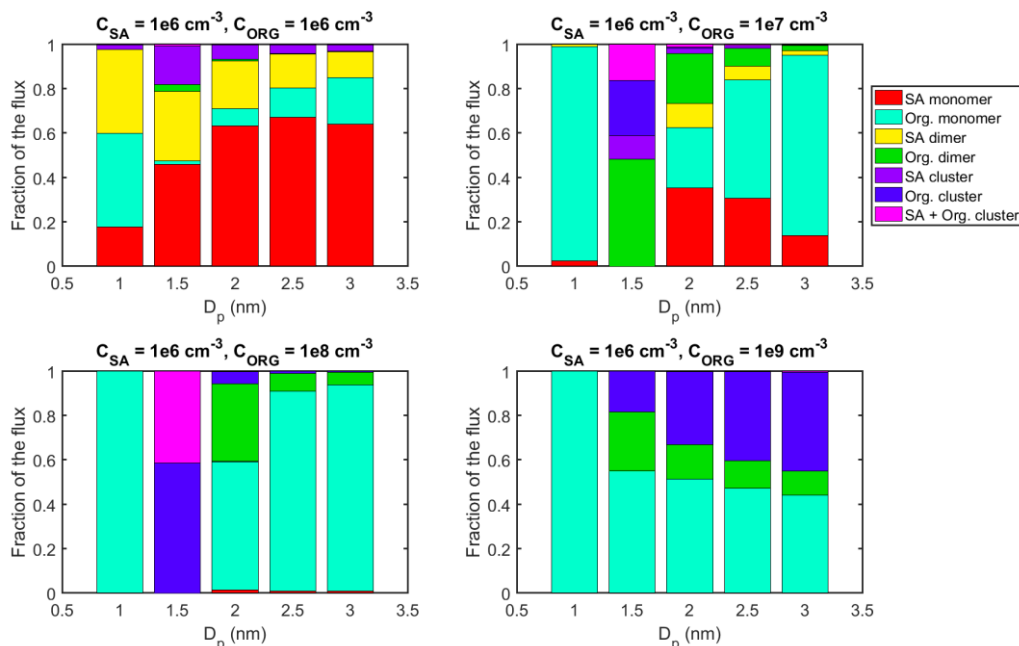 C_SA = 1e6 cm^-3, C_ORG = 1e6 cm^-3
Fraction of the flux
1
0.8
0.6
0.4
0.2
0
0.5 1 1.5 2 2.5 3 3.5
D_p (nm)
C_SA = 1e6 cm^-3, C_ORG = 1e7 cm^-3
Fraction of the flux
1
0.8
0.6
0.4
0.2
0
0.5 1 1.5 2 2.5 3 3.5
D_p (nm)
SA monomer
Org. monomer
SA dimer
Org. dimer
SA cluster
Org. cluster
SA + Org. cluster
C_SA = 1e6 cm^-3, C_ORG = 1e8 cm^-3
Fraction of the flux
1
0.8
0.6
0.4
0.2
0
0.5 1 1.5 2 2.5 3 3.5
D_p (nm)
C_SA = 1e6 cm^-3, C_ORG = 1e9 cm^-3
Fraction of the flux
1
0.8
0.6
0.4
0.2
0
0.5 1 1.5 2 2.5 3 3.5
D_p (nm)